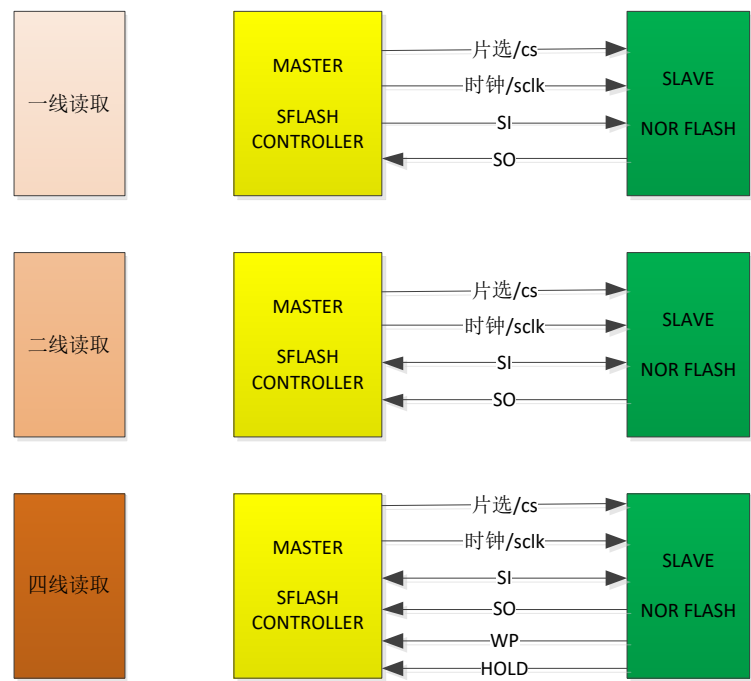 一线读取
MASTER
SFLASH
CONTROLLER
片选/cs
时钟/sclk
SI
SO
SLAVE
NOR FLASH
二线读取
MASTER
SFLASH
CONTROLLER
片选/cs
时钟/sclk
SI
SO
SLAVE
NOR FLASH
四线读取
MASTER
SFLASH
CONTROLLER
片选/cs
时钟/sclk
SI
SO
WP
HOLD
SLAVE
NOR FLASH